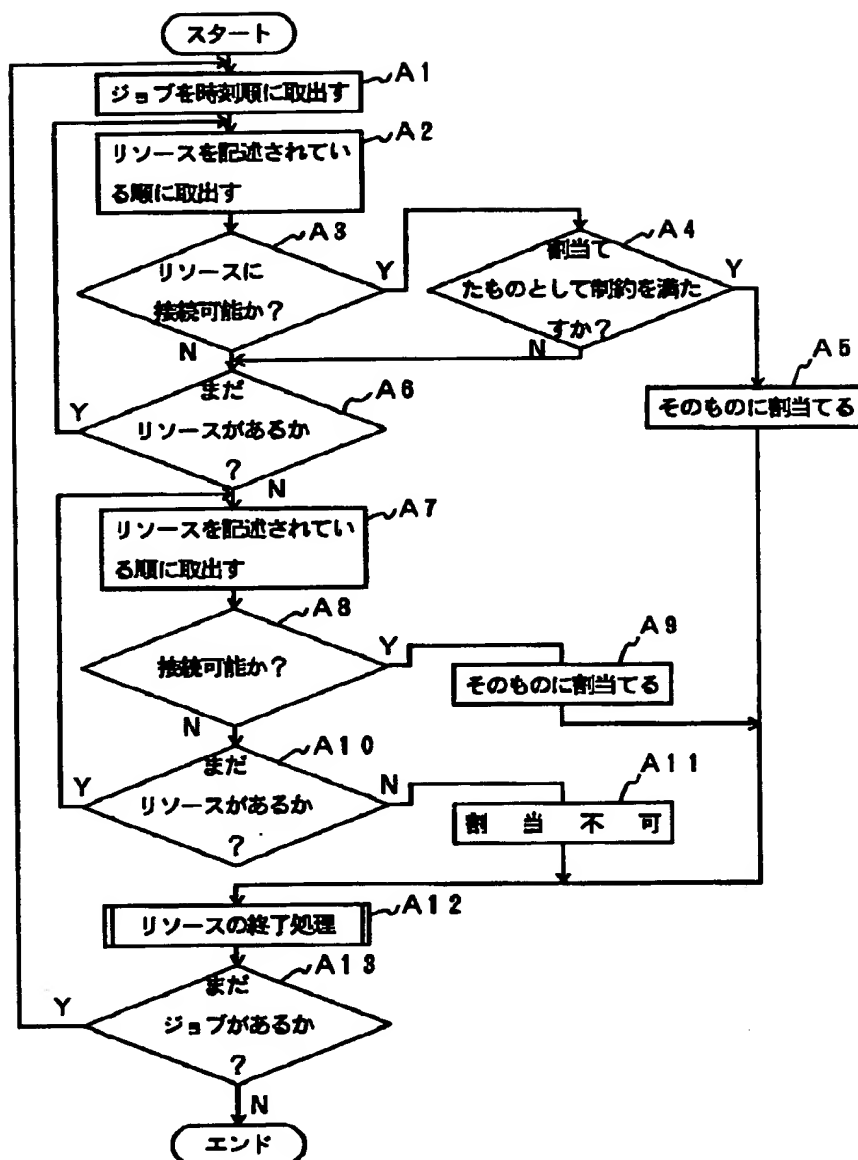 スタート
A1
ジョブを時刻順に取出す
A2
リソースを記述されてい
る順に取出す
A3
リソースに
接続可能か?
Y
N
A4
割当て
たものとして制約を満た
すか?
Y
N
A5
そのものに割当てる
A6
まだ
リソースがあるか
?
Y
N
A7
リソースを記述されてい
る順に取出す
A8
接続可能か?
Y
N
A9
そのものに割当てる
A10
まだ
リソースがあるか
?
Y
N
A11
割 当 不 可
A12
リソースの終了処理
A13
まだ
ジョブがあるか
?
Y
N
エンド